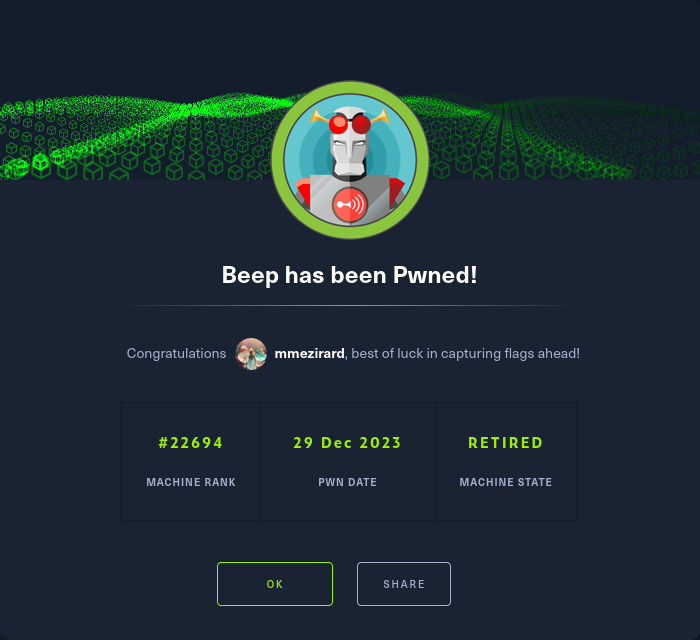 Beep has been Pwned!
Congratulations mmezirard, best of luck in capturing flags ahead!
#22694 29 Dec 2023 RETIRED
MACHINE RANK PWN DATE MACHINE STATE
OK SHARE